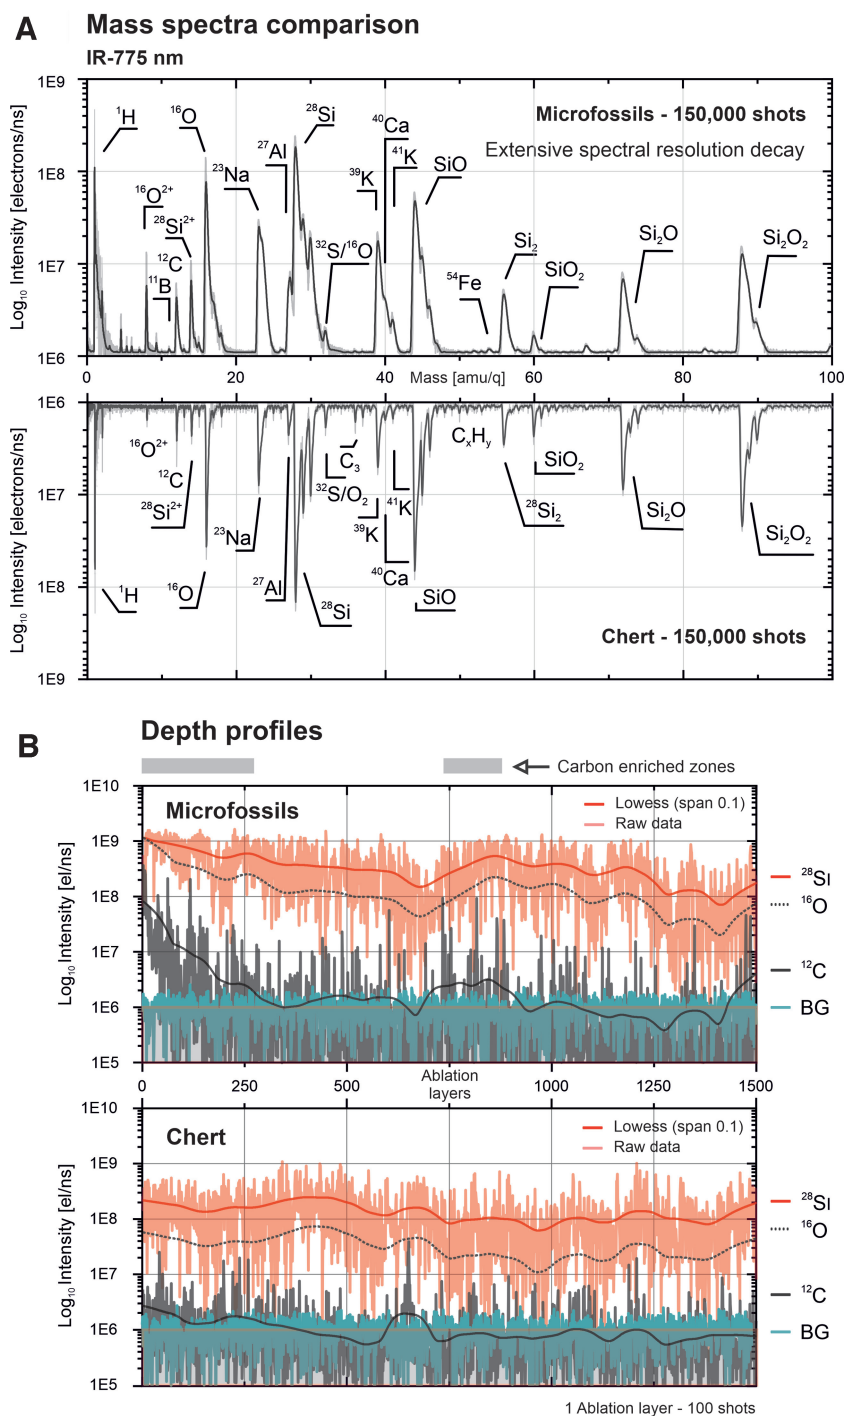 A Mass spectra comparison
IR-775 nm
Log₁₀ Intensity [electrons/ns]
1E9
1E8
1E7
1E6
Microfossils - 150,000 shots
Extensive spectral resolution decay
¹H
¹⁶O²⁺
²⁸Si²⁺
¹²C
¹¹B
¹⁶O
²³Na
²⁷Al
²⁸Si
³²S/¹⁶O
³⁹K
⁴⁰Ca
⁴¹K
SiO
⁵⁴Fe
Si₂
SiO₂
Si₂O
Si₂O₂
0 20 40 60 80 100
Mass [amu/q]
Log₁₀ Intensity [electrons/ns]
1E6
1E7
1E8
1E9
¹H
¹⁶O²⁺
¹²C
²⁸Si²⁺
¹⁶O
²³Na
²⁷Al
²⁸Si
C₃
³²S/O₂
³⁹K
⁴¹K
⁴⁰Ca
SiO
CₓHᵧ
²⁸Si₂
SiO₂
Si₂O
Si₂O₂
Chert - 150,000 shots
B Depth profiles
Carbon enriched zones
Log₁₀ Intensity [el/ns]
1E10
1E9
1E8
1E7
1E6
1E5
Microfossils
Lowess (span 0.1)
Raw data
²⁸SI
¹⁶O
¹²C
BG
0 250 500 Ablation layers 1000 1250 1500
Log₁₀ Intensity [el/ns]
1E10
1E9
1E8
1E7
1E6
1E5
Chert
Lowess (span 0.1)
Raw data
²⁸SI
¹⁶O
¹²C
BG
1 Ablation layer - 100 shots